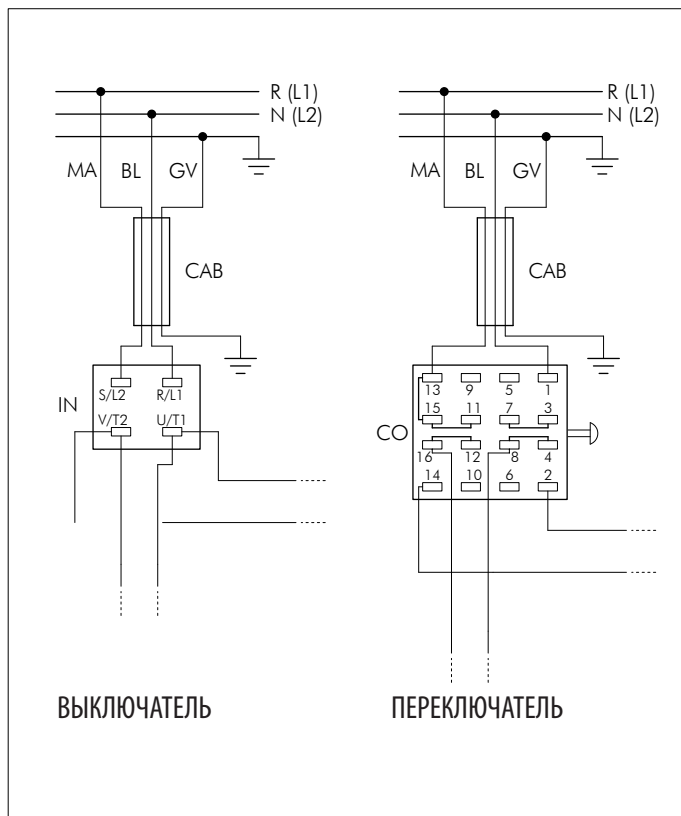 R (L1)
N (L2)
MA BL GV
CAB
IN
S/L2 R/L1
V/T2 U/T1
ВЫКЛЮЧАТЕЛЬ
R (L1)
N (L2)
MA BL GV
CAB
CO
13 9 5 1
15 11 7 3
16 12 8 4
14 10 6 2
ПЕРЕКЛЮЧАТЕЛЬ